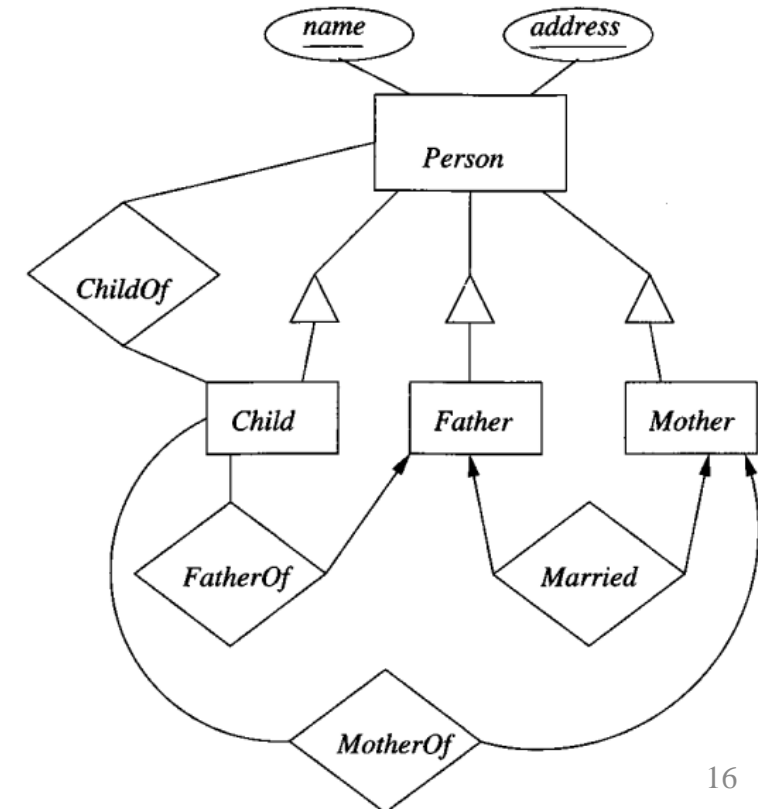 name
address
Person
ChildOf
Child
Father
Mother
FatherOf
Married
MotherOf
16